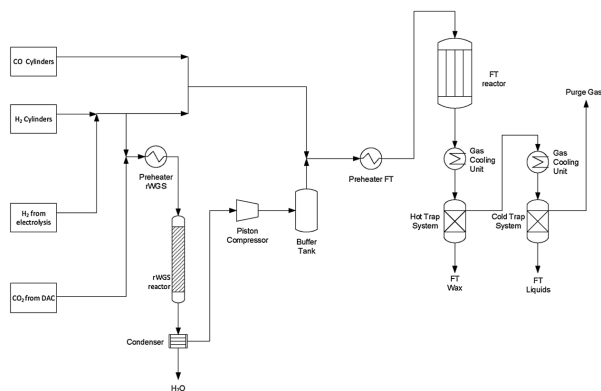 CO Cylinders
H₂ Cylinders
H₂ from
electrolysis
CO₂ from DAC
Preheater
rWGS
rWGS
reactor
Condenser
H₂O
Piston
Compressor
Buffer
Tank
Preheater FT
FT
reactor
Gas
Cooling
Unit
Hot Trap
System
FT
Wax
Gas
Cooling
Unit
Cold Trap
System
FT
Liquids
Purge Gas